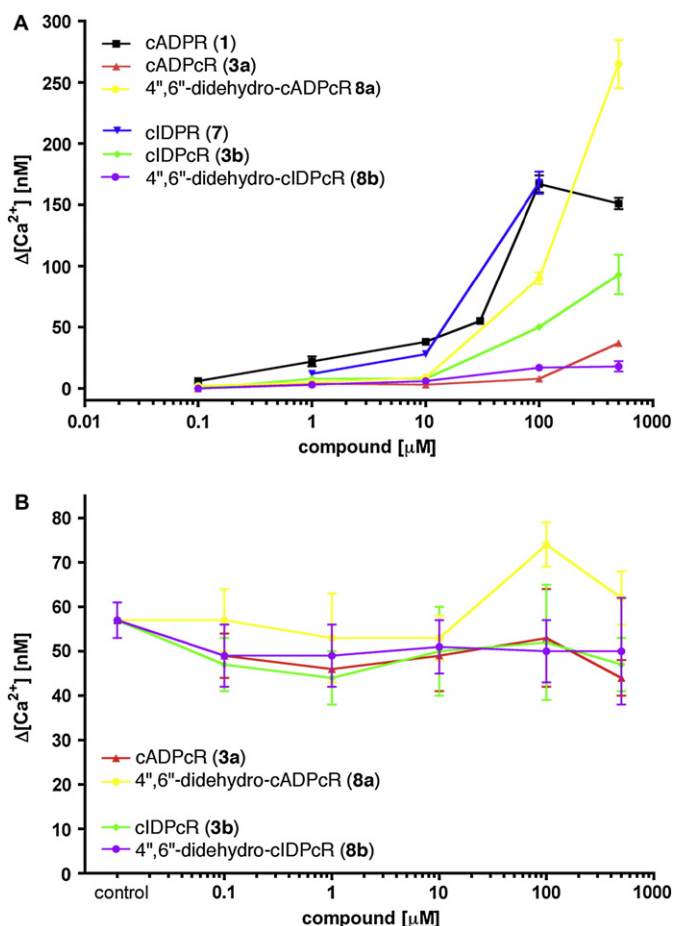 A
300
250
200
150
100
50
0
Δ[Ca²⁺] [nM]
cADPR (1)
cADPcR (3a)
4",6"-didehydro-cADPcR 8a)
cIDPR (7)
cIDPcR (3b)
4",6"-didehydro-cIDPcR (8b)
0.01 0.1 1 10 100 1000
compound [μM]
B
80
70
60
50
40
30
20
10
0
Δ[Ca²⁺] [nM]
cADPcR (3a)
4",6"-didehydro-cADPcR (8a)
cIDPcR (3b)
4",6"-didehydro-cIDPcR (8b)
control 0.1 1 10 100 1000
compound [μM]